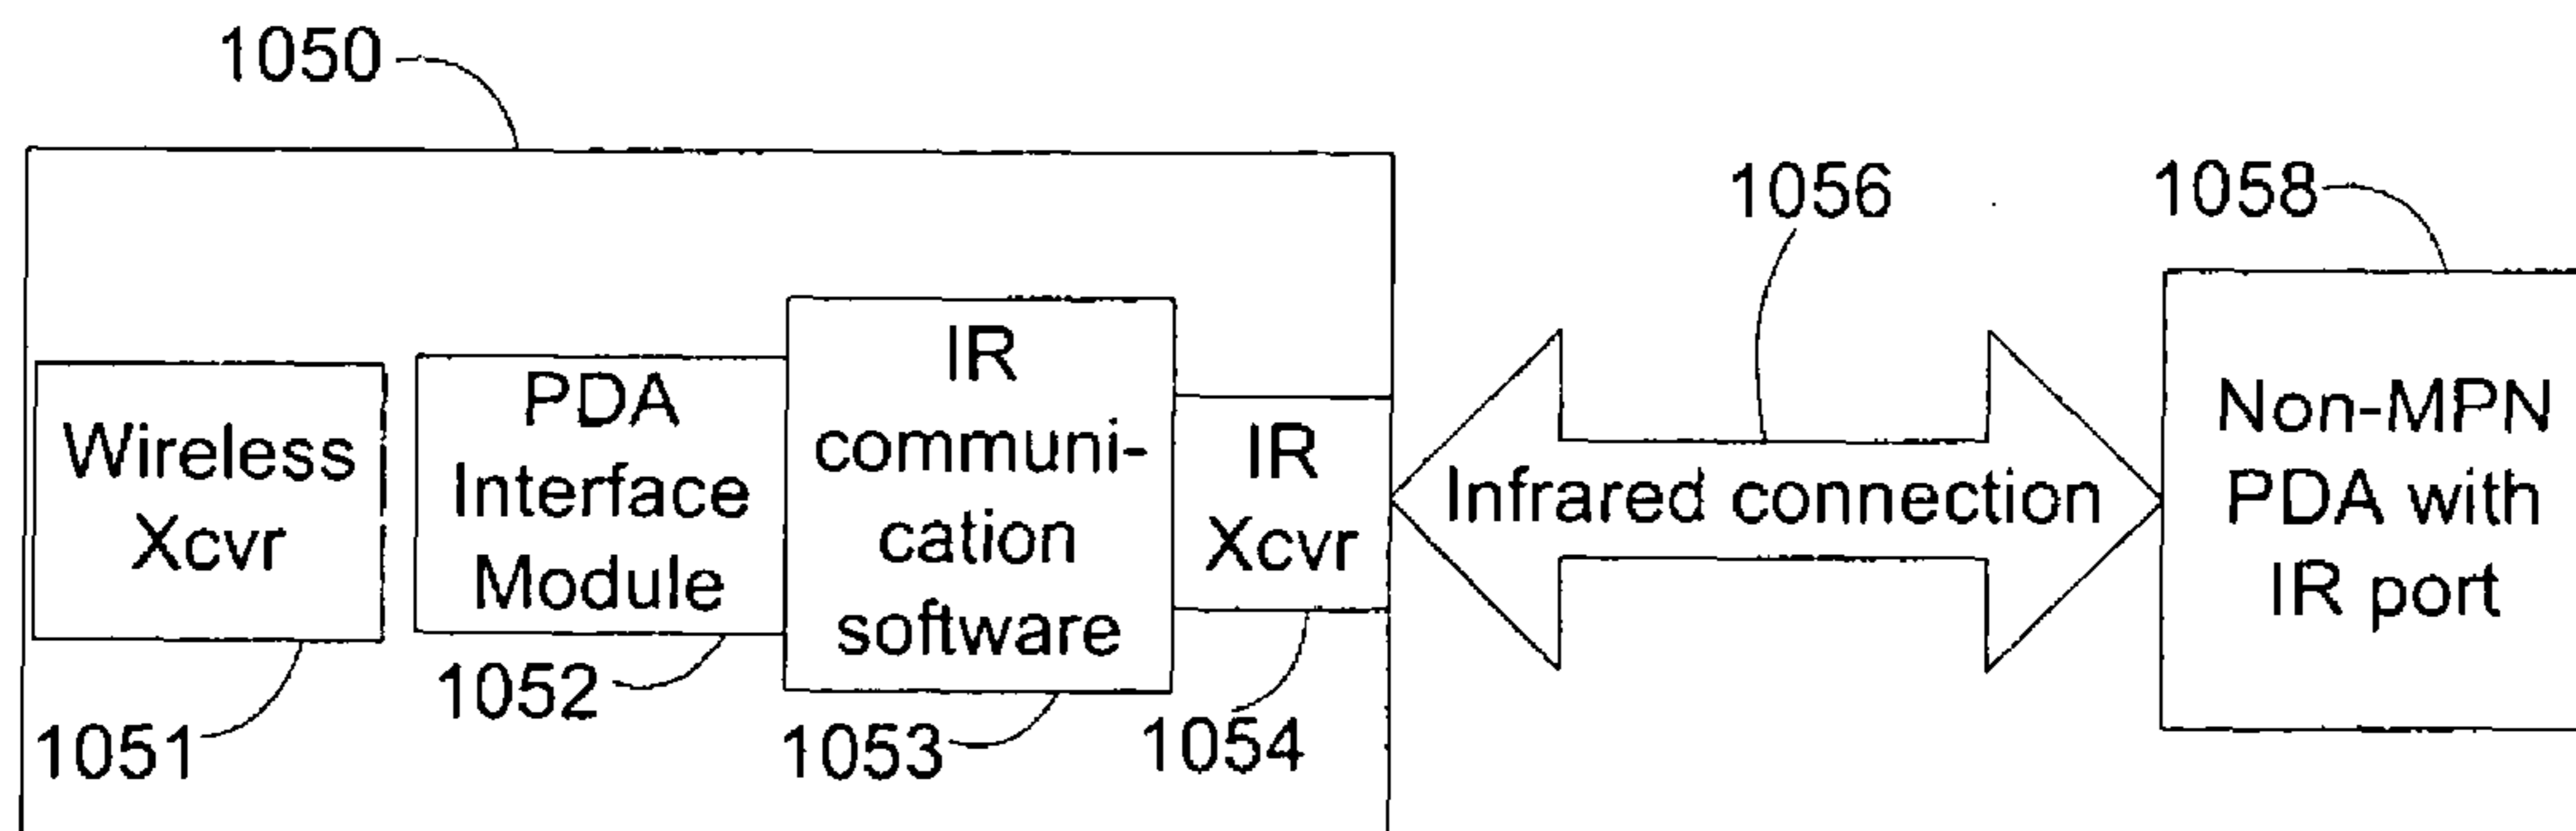 1050
1056
1058
Wireless
Xcvr
PDA
Interface
Module
IR
communi-
cation
software
IR
Xcvr
Infrared connection
Non-MPN
PDA with
IR port
1051
1052
1053
1054